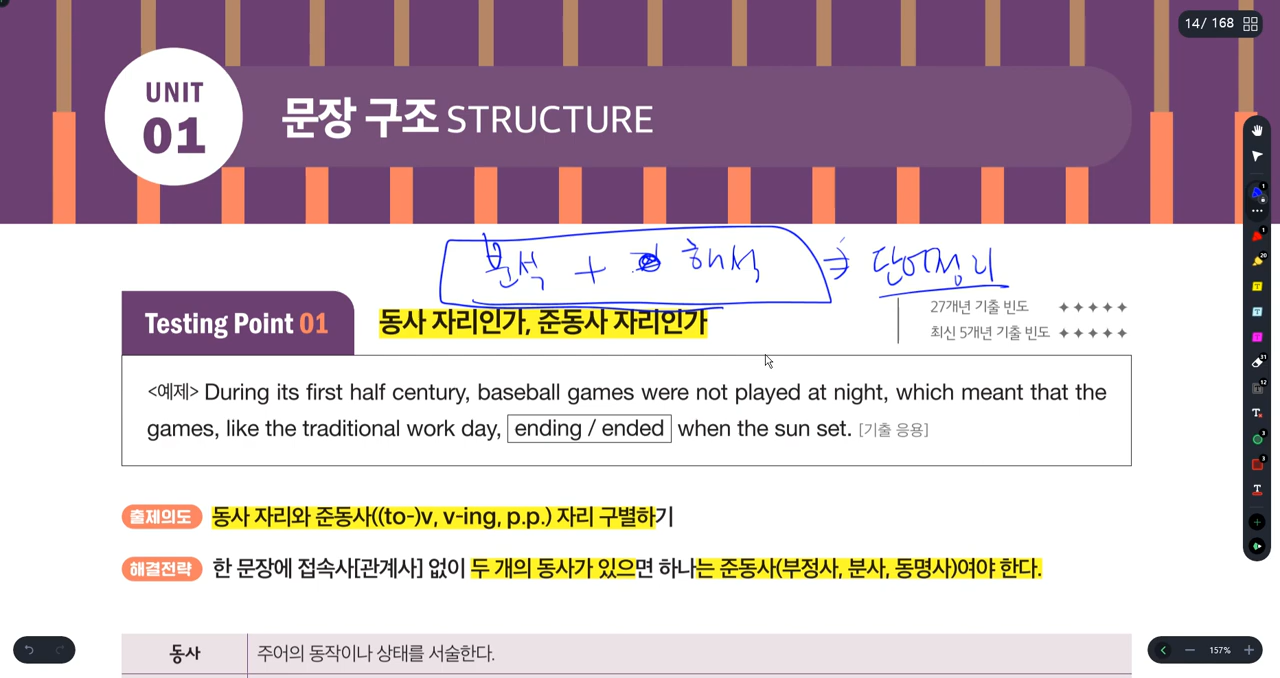 14/ 168
UNIT
01
문장 구조 STRUCTURE
분석 + 해석 ⇒ 단어정리
Testing Point 01
동사 자리인가, 준동사 자리인가
27개년 기출 빈도 ✦✦✦✦✦
최신 5개년 기출 빈도 ✦✦✦✦✦
<예제> During its first half century, baseball games were not played at night, which meant that the
games, like the traditional work day, ending / ended when the sun set. [기출 응용]
출제의도 동사 자리와 준동사((to-)v, v-ing, p.p.) 자리 구별하기
해결전략 한 문장에 접속사[관계사] 없이 두 개의 동사가 있으면 하나는 준동사(부정사, 분사, 동명사)여야 한다.
동사 주어의 동작이나 상태를 서술한다.
157%